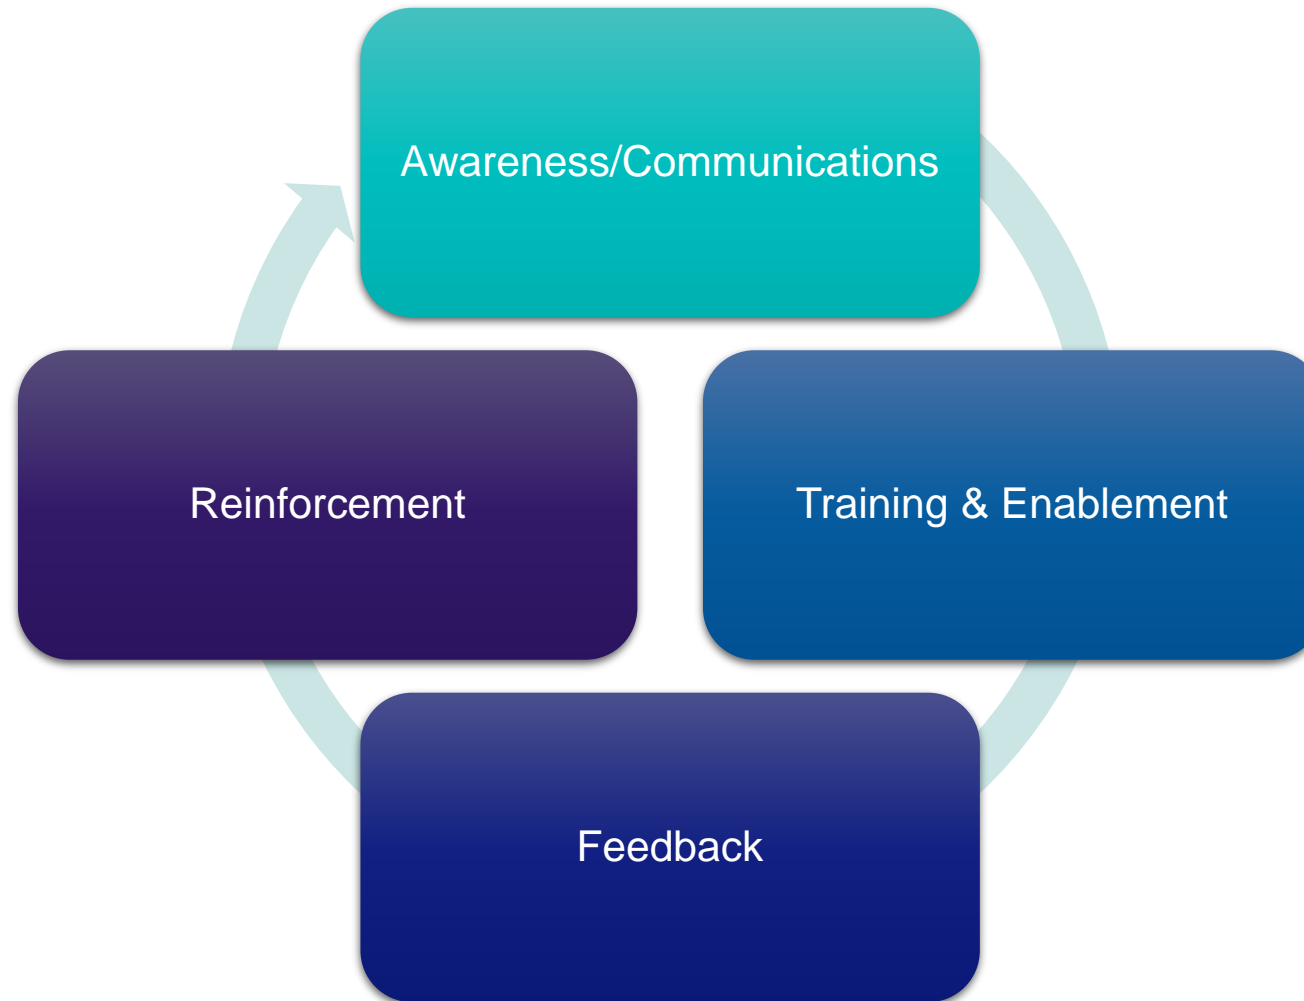 Awareness/Communications
Reinforcement
Training & Enablement
Feedback